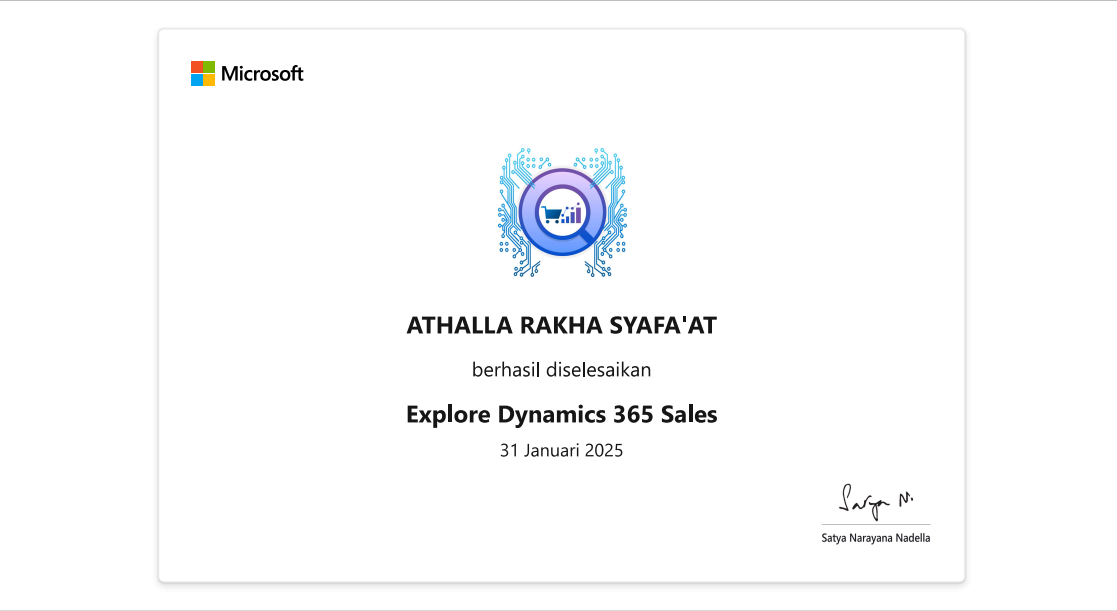 Microsoft
ATHALLA RAKHA SYAFA'AT
berhasil diselesaikan
Explore Dynamics 365 Sales
31 Januari 2025
Satya N.
Satya Narayana Nadella